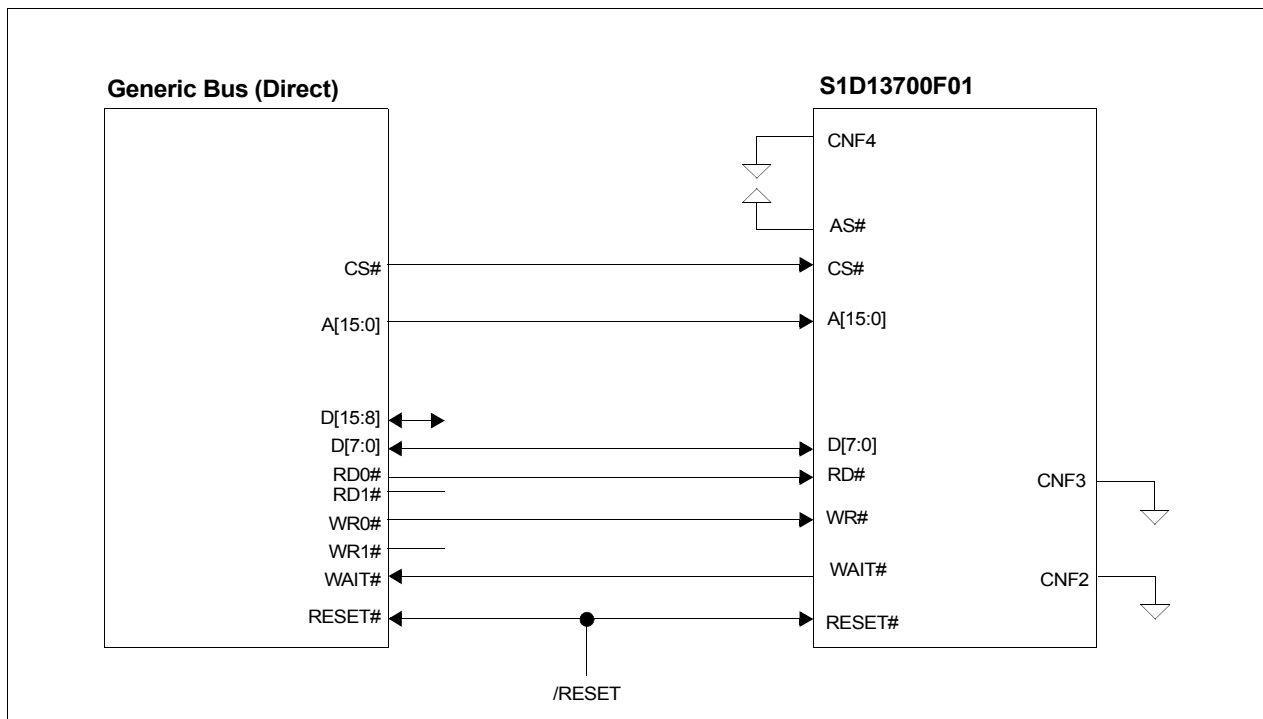 Generic Bus (Direct)
S1D13700F01
CNF4
AS#
CS#
CS#
A[15:0]
A[15:0]
D[15:8]
D[7:0]
D[7:0]
RD0#
RD#
RD1#
CNF3
WR0#
WR#
WR1#
WAIT#
WAIT#
CNF2
RESET#
RESET#
/RESET